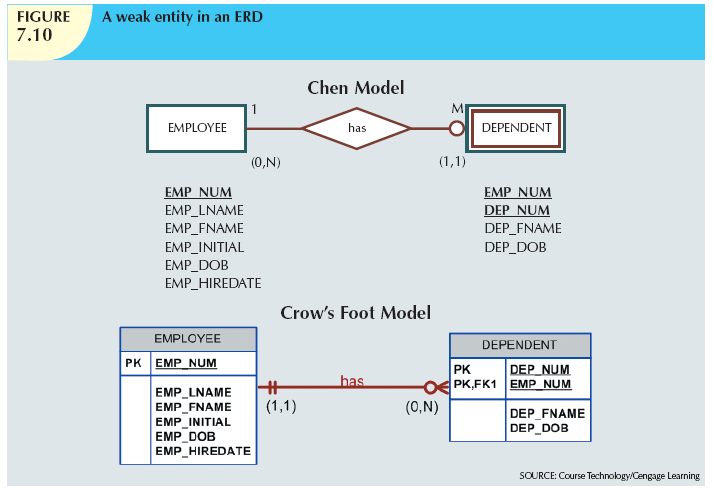 FIGURE
7.10
A weak entity in an ERD
Chen Model
1
M
EMPLOYEE
has
DEPENDENT
(0,N)
(1,1)
EMP_NUM
EMP_LNAME
EMP_FNAME
EMP_INITIAL
EMP_DOB
EMP_HIREDATE
EMP_NUM
DEP_NUM
DEP_FNAME
DEP_DOB
Crow's Foot Model
EMPLOYEE
PK EMP_NUM
EMP_LNAME
EMP_FNAME
EMP_INITIAL
EMP_DOB
EMP_HIREDATE
has
(1,1)
(0,N)
DEPENDENT
PK DEP_NUM
PK,FK1 EMP_NUM
DEP_FNAME
DEP_DOB
SOURCE: Course Technology/Cengage Learning